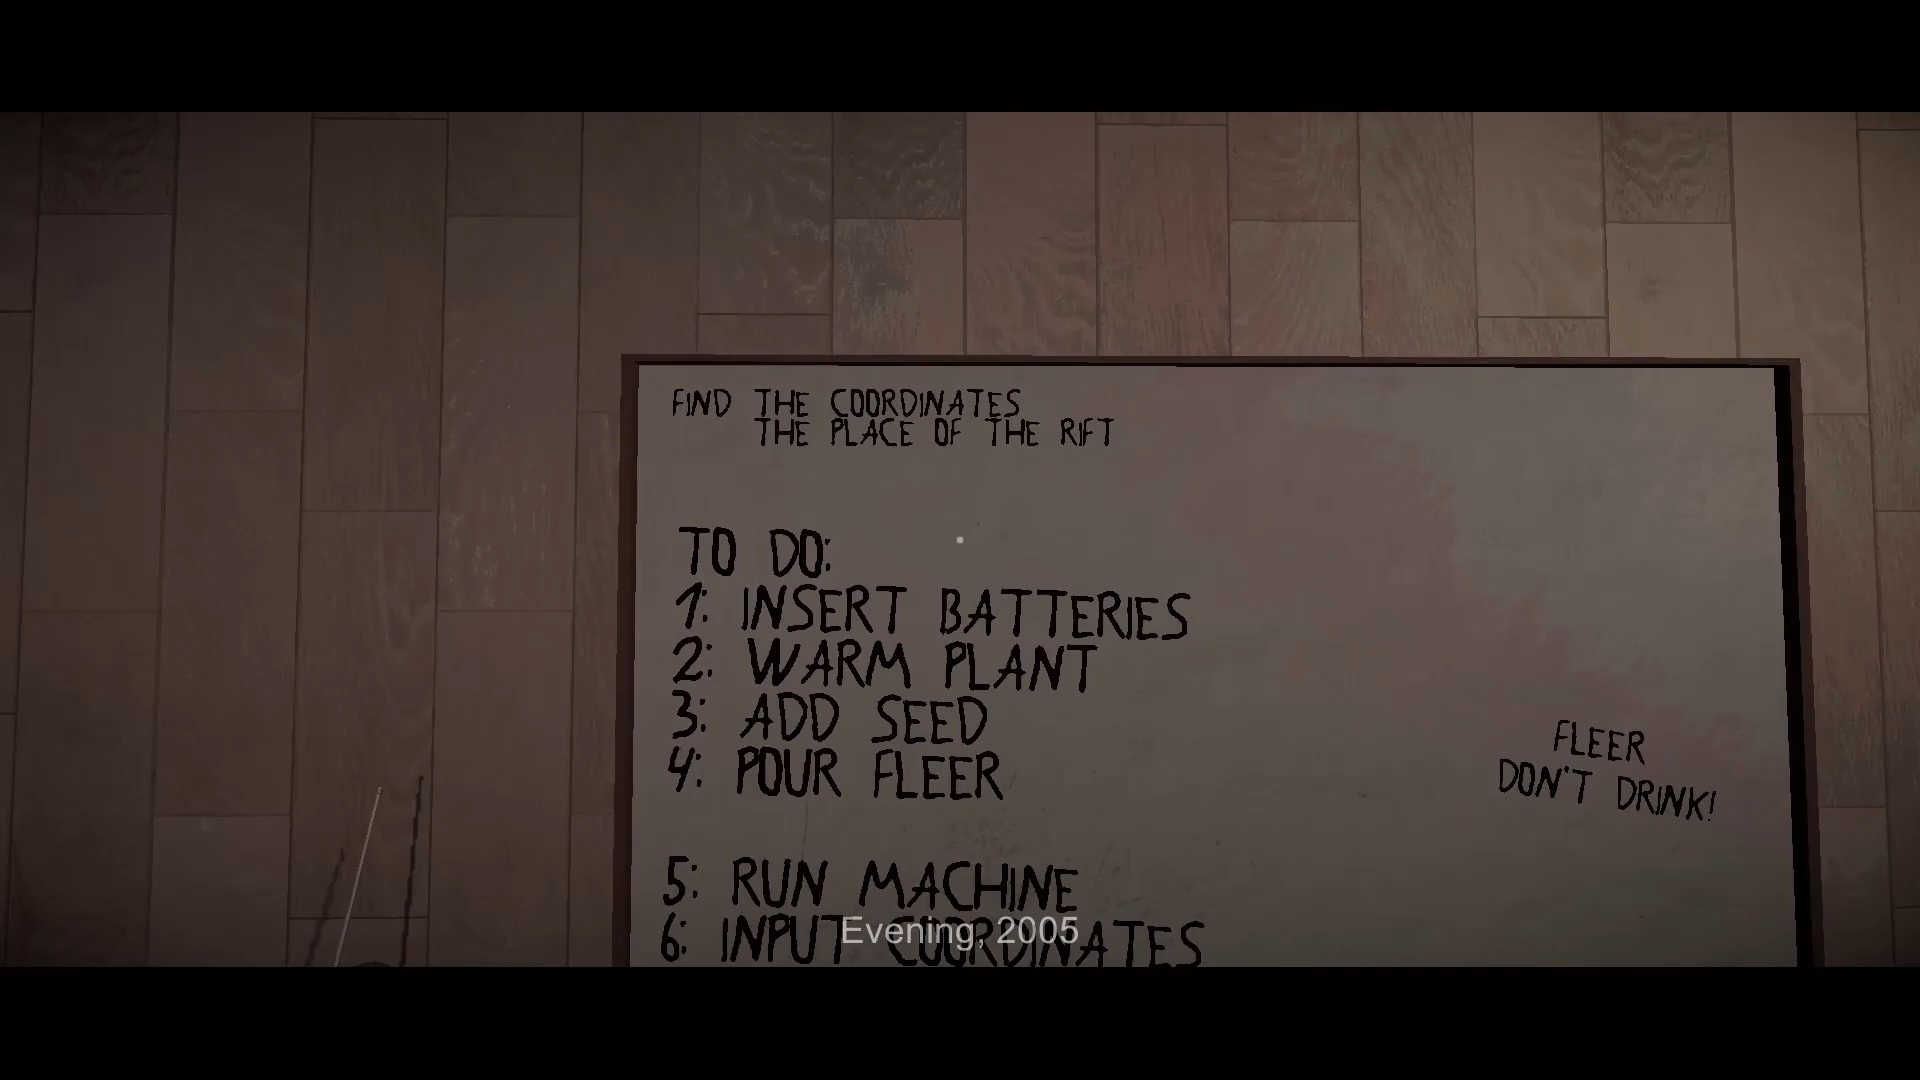 FIND THE COORDINATES
THE PLACE OF THE RIFT
TO DO:
1: INSERT BATTERIES
2: WARM PLANT
3: ADD SEED
4: POUR FLEER
FLEER
DON'T DRINK!
5: RUN MACHINE
6: INPUT COORDINATES
Evening, 2005